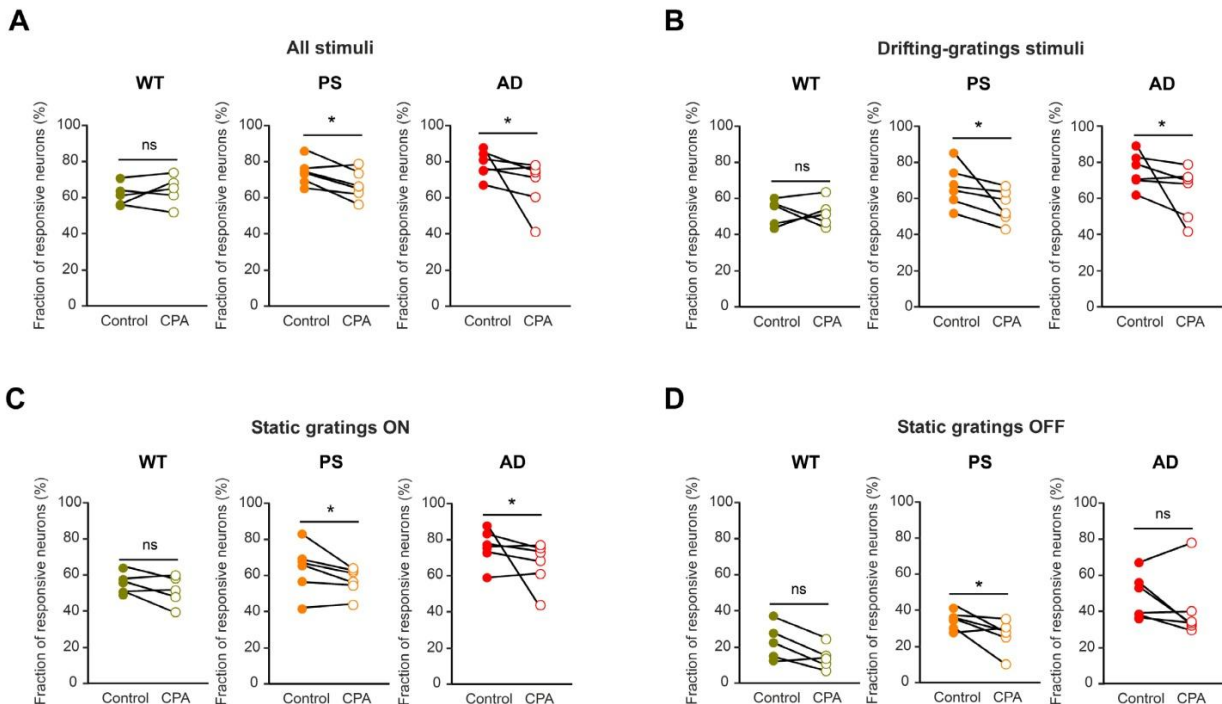 A
All stimuli
WT
PS
AD
Fraction of responsive neurons (%)
100
80
60
40
20
0
ns
Control CPA
Fraction of responsive neurons (%)
100
80
60
40
20
0
*
Control CPA
Fraction of responsive neurons (%)
100
80
60
40
20
0
*
Control CPA
B
Drifting-gratings stimuli
WT
PS
AD
Fraction of responsive neurons (%)
100
80
60
40
20
0
ns
Control CPA
Fraction of responsive neurons (%)
100
80
60
40
20
0
*
Control CPA
Fraction of responsive neurons (%)
100
80
60
40
20
0
*
Control CPA
C
Static gratings ON
WT
PS
AD
Fraction of responsive neurons (%)
100
80
60
40
20
0
ns
Control CPA
Fraction of responsive neurons (%)
100
80
60
40
20
0
*
Control CPA
Fraction of responsive neurons (%)
100
80
60
40
20
0
*
Control CPA
D
Static gratings OFF
WT
PS
AD
Fraction of responsive neurons (%)
100
80
60
40
20
0
ns
Control CPA
Fraction of responsive neurons (%)
100
80
60
40
20
0
*
Control CPA
Fraction of responsive neurons (%)
100
80
60
40
20
0
ns
Control CPA